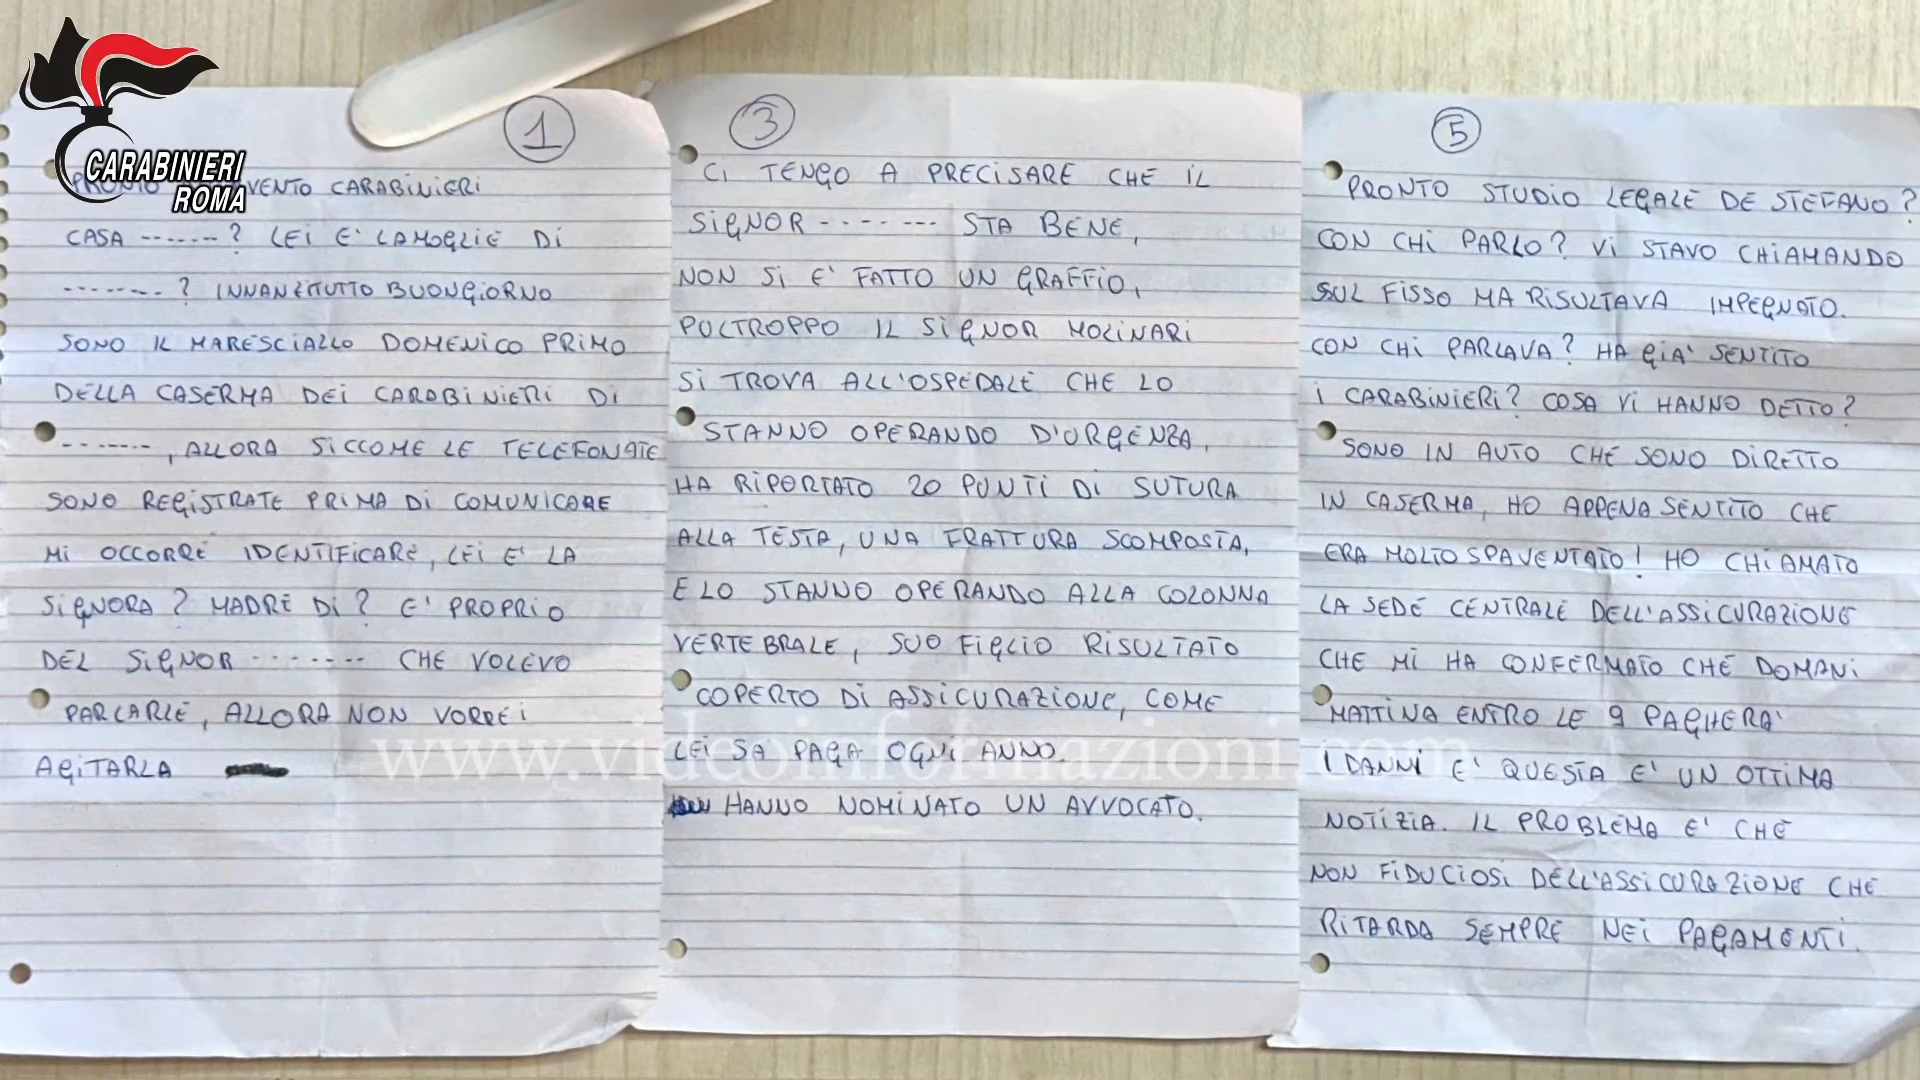 CARABINIERI
ROMA
1
PRONTO INTERVENTO CARABINIERI
CASA -------? LEI E' LA MOGLIE DI
--------? INNANZITUTTO BUONGIORNO
SONO IL MARESCIALLO DOMENICO PRIMO
DELLA CASERMA DEI CARABINIERI DI
-------, ALLORA SICCOME LE TELEFONATE
SONO REGISTRATE PRIMA DI COMUNICARE
MI OCCORRE IDENTIFICARE, LEI E' LA
SIGNORA? MADRE DI? E' PROPRIO
DEL SIGNOR -------- CHE VOLEVO
PARLARLE, ALLORA NON VORREI
AGITARLA
3
CI TENGO A PRECISARE CHE IL
SIGNOR -------- STA BENE,
NON SI E' FATTO UN GRAFFIO,
PULTROPPO IL SIGNOR MOLINARI
SI TROVA ALL'OSPEDALE CHE LO
STANNO OPERANDO D'URGENZA,
HA RIPORTATO 20 PUNTI DI SUTURA
ALLA TESTA, UNA FRATTURA SCOMPOSTA,
E LO STANNO OPERANDO ALLA COLONNA
VERTEBRALE, SUO FIGLIO RISULTATO
COPERTO DI ASSICURAZIONE, COME
LEI SA PAGA OGNI ANNO.
HANNO NOMINATO UN AVVOCATO.
5
PRONTO STUDIO LEGALE DE STEFANO?
CON CHI PARLO? VI STAVO CHIAMANDO
SUL FISSO MA RISULTAVA IMPEGNATO.
CON CHI PARLAVA? HA GIA' SENTITO
I CARABINIERI? COSA VI HANNO DETTO?
SONO IN AUTO CHE SONO DIRETTO
IN CASERMA, HO APPENA SENTITO CHE
ERA MOLTO SPAVENTATO! HO CHIAMATO
LA SEDE CENTRALE DELL'ASSICURAZIONE
CHE MI HA CONFERMATO CHE DOMANI
MATTINA ENTRO LE 9 PAGHERA'
I DANNI E' QUESTA E' UN OTTIMA
NOTIZIA. IL PROBLEMA E' CHE
NON FIDUCIOSI DELL'ASSICURAZIONE CHE
RITARDA SEMPRE NEI PAGAMENTI.
www.videoinformazioni.com